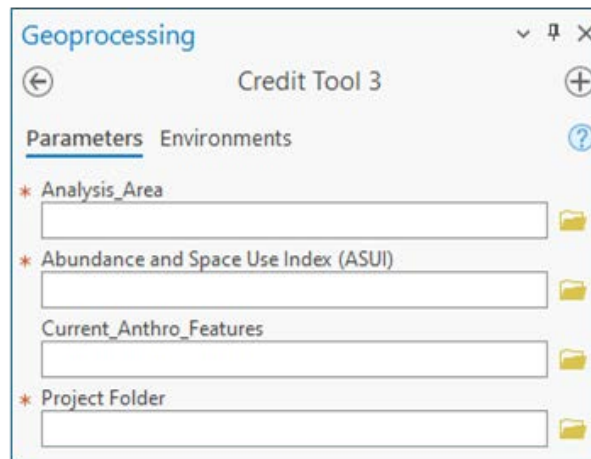 Geoprocessing
Credit Tool 3
Parameters Environments
* Analysis_Area
* Abundance and Space Use Index (ASUI)
Current_Anthro_Features
* Project Folder